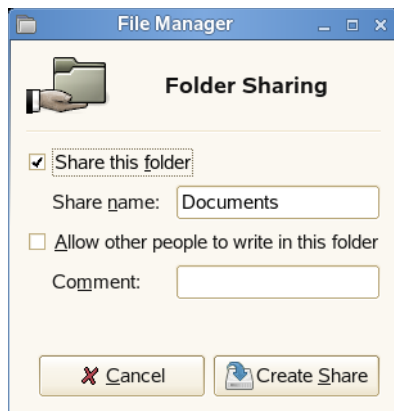 File Manager
Folder Sharing
Share this folder
Share name: Documents
Allow other people to write in this folder
Comment:
Cancel Create Share